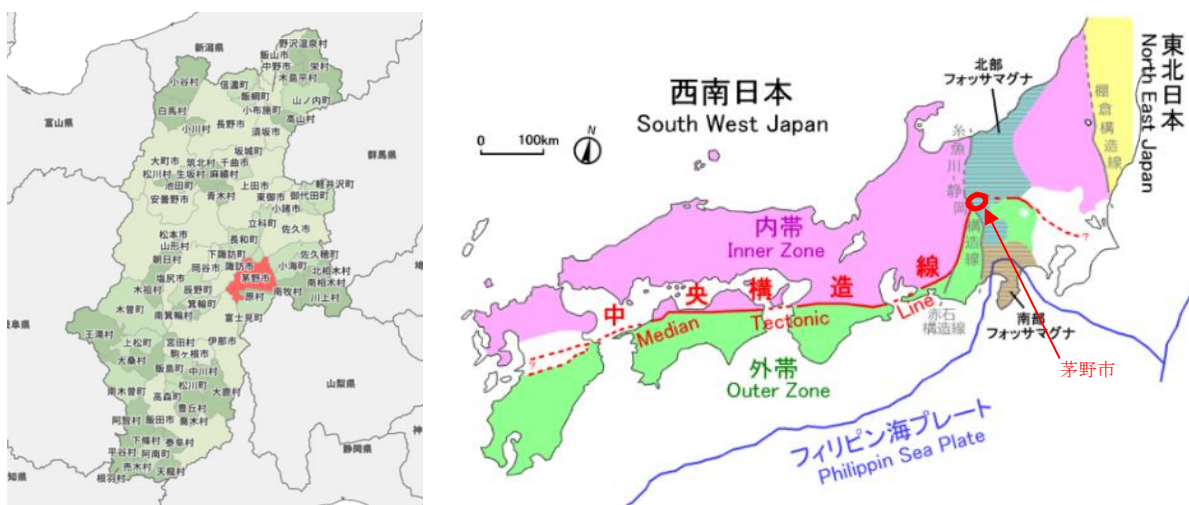 新潟県
野沢温泉村
飯山市
中野市
栄村
木島平村
小谷村
信濃町
飯綱町
山ノ内町
小布施町
高山村
白馬村
富山県
小川村
長野市
須坂市
坂城町
群馬県
大町市
筑北村
千曲市
松川村
生坂村
麻績村
池田町
上田市
軽井沢町
安曇野市
青木村
東御市
御代田町
小諸市
立科町
佐久市
松本市
長和町
山形村
下諏訪町
佐久穂町
朝日村
岡谷市
諏訪市
小海町
北相木村
塩尻市
茅野市
南相木村
木祖村
辰野町
原村
南牧村
川上村
箕輪町
木曽町
南箕輪村
富士見町
岐阜県
王滝村
上松町
宮田村
伊那市
駒ヶ根市
大桑村
飯島町
中川村
山梨県
南木曽町
松川町
大鹿村
高森町
豊丘村
阿智村
飯田市
喬木村
下條村
泰阜村
平谷村
阿南町
静岡県
売木村
天龍村
根羽村
知県
埼
神
西南日本
South West Japan
0 100km
N
北部
フォッサマグナ
東北日本
North East Japan
棚倉構造線
糸魚川-静岡
構造線
内帯
Inner Zone
中央構造線
Median Tectonic Line
赤石
構造線
南部
フォッサマグナ
外帯
Outer Zone
茅野市
フィリピン海プレート
Philippin Sea Plate
?
?